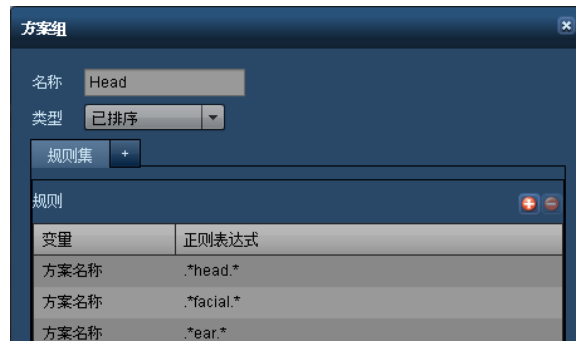 方案组
名称 Head
类型 已排序
规则集 +
规则
变量 正则表达式
方案名称 .*head.*
方案名称 .*facial.*
方案名称 .*ear.*